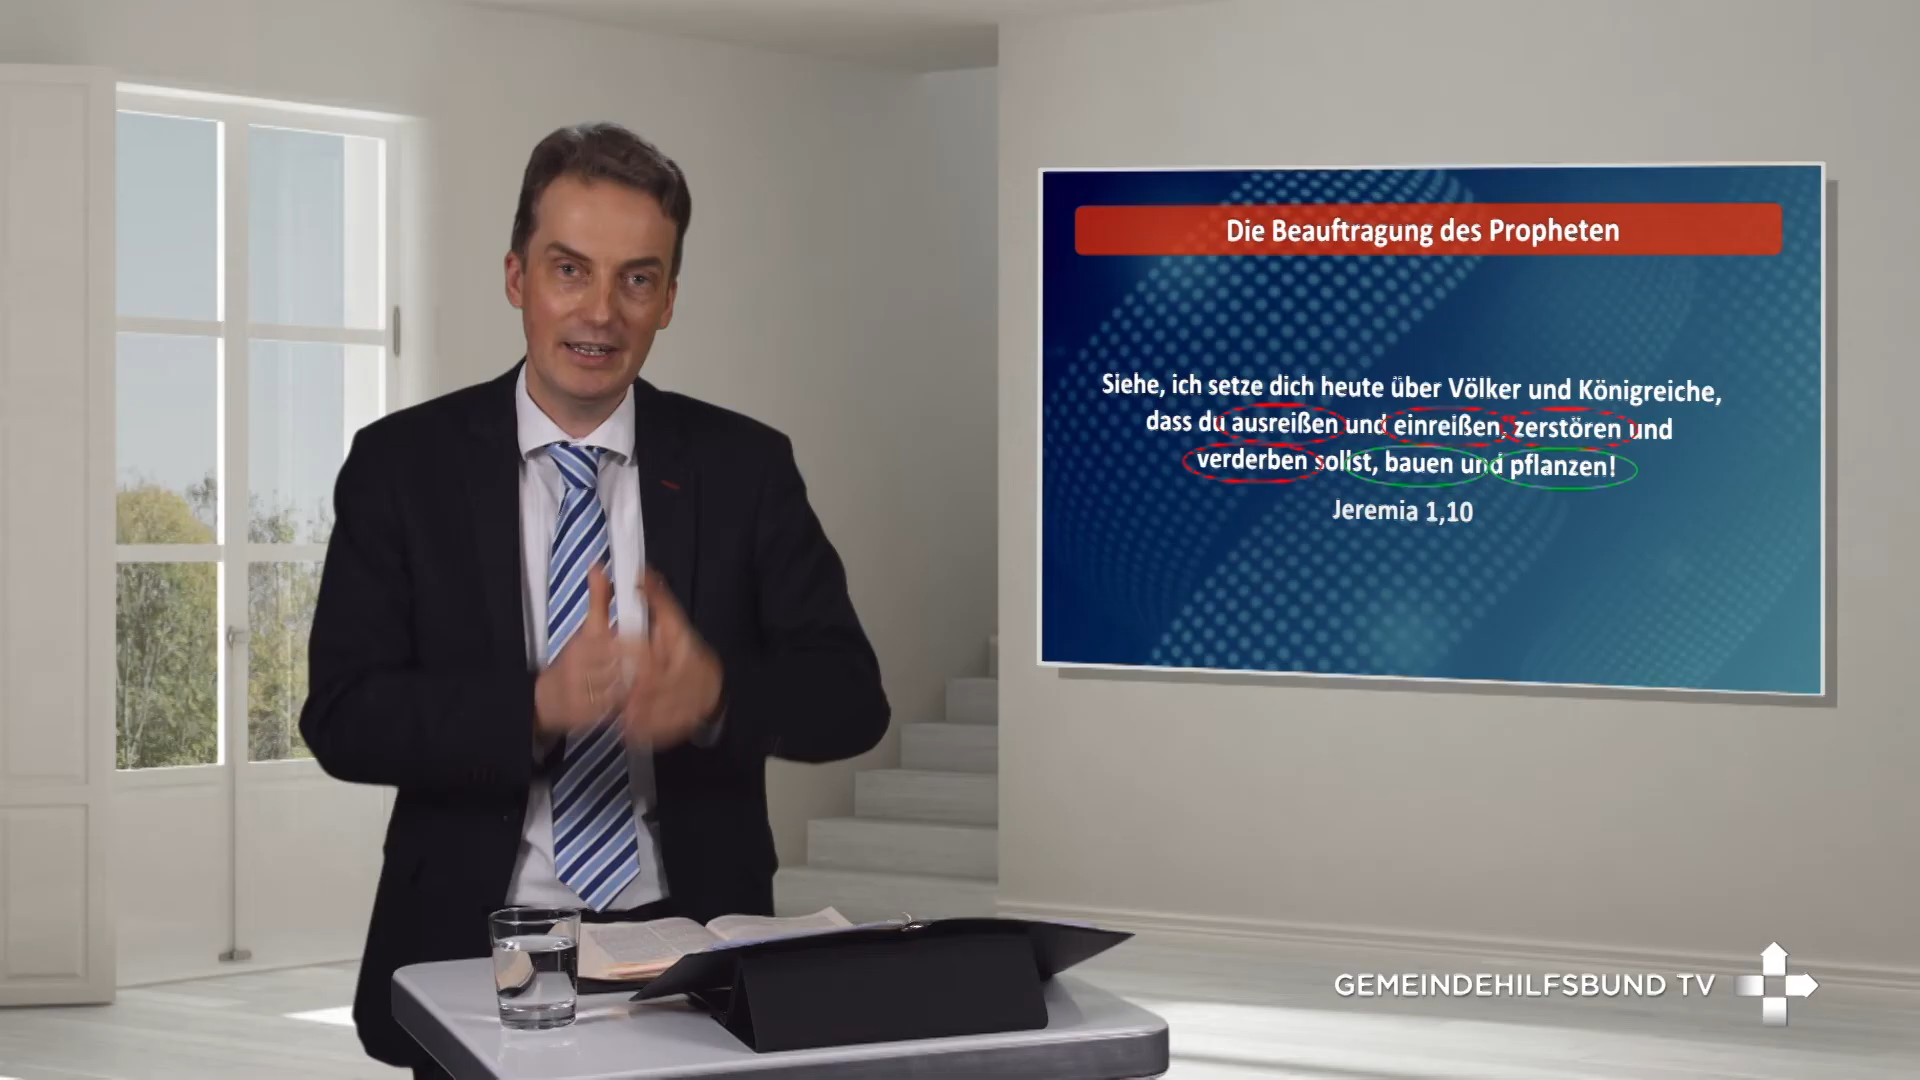 Die Beauftragung des Propheten
Siehe, ich setze dich heute über Völker und Königreiche,
dass du ausreißen und einreißen, zerstören und
verderben sollst, bauen und pflanzen!
Jeremia 1,10
GEMEINDEHILFSBUND TV